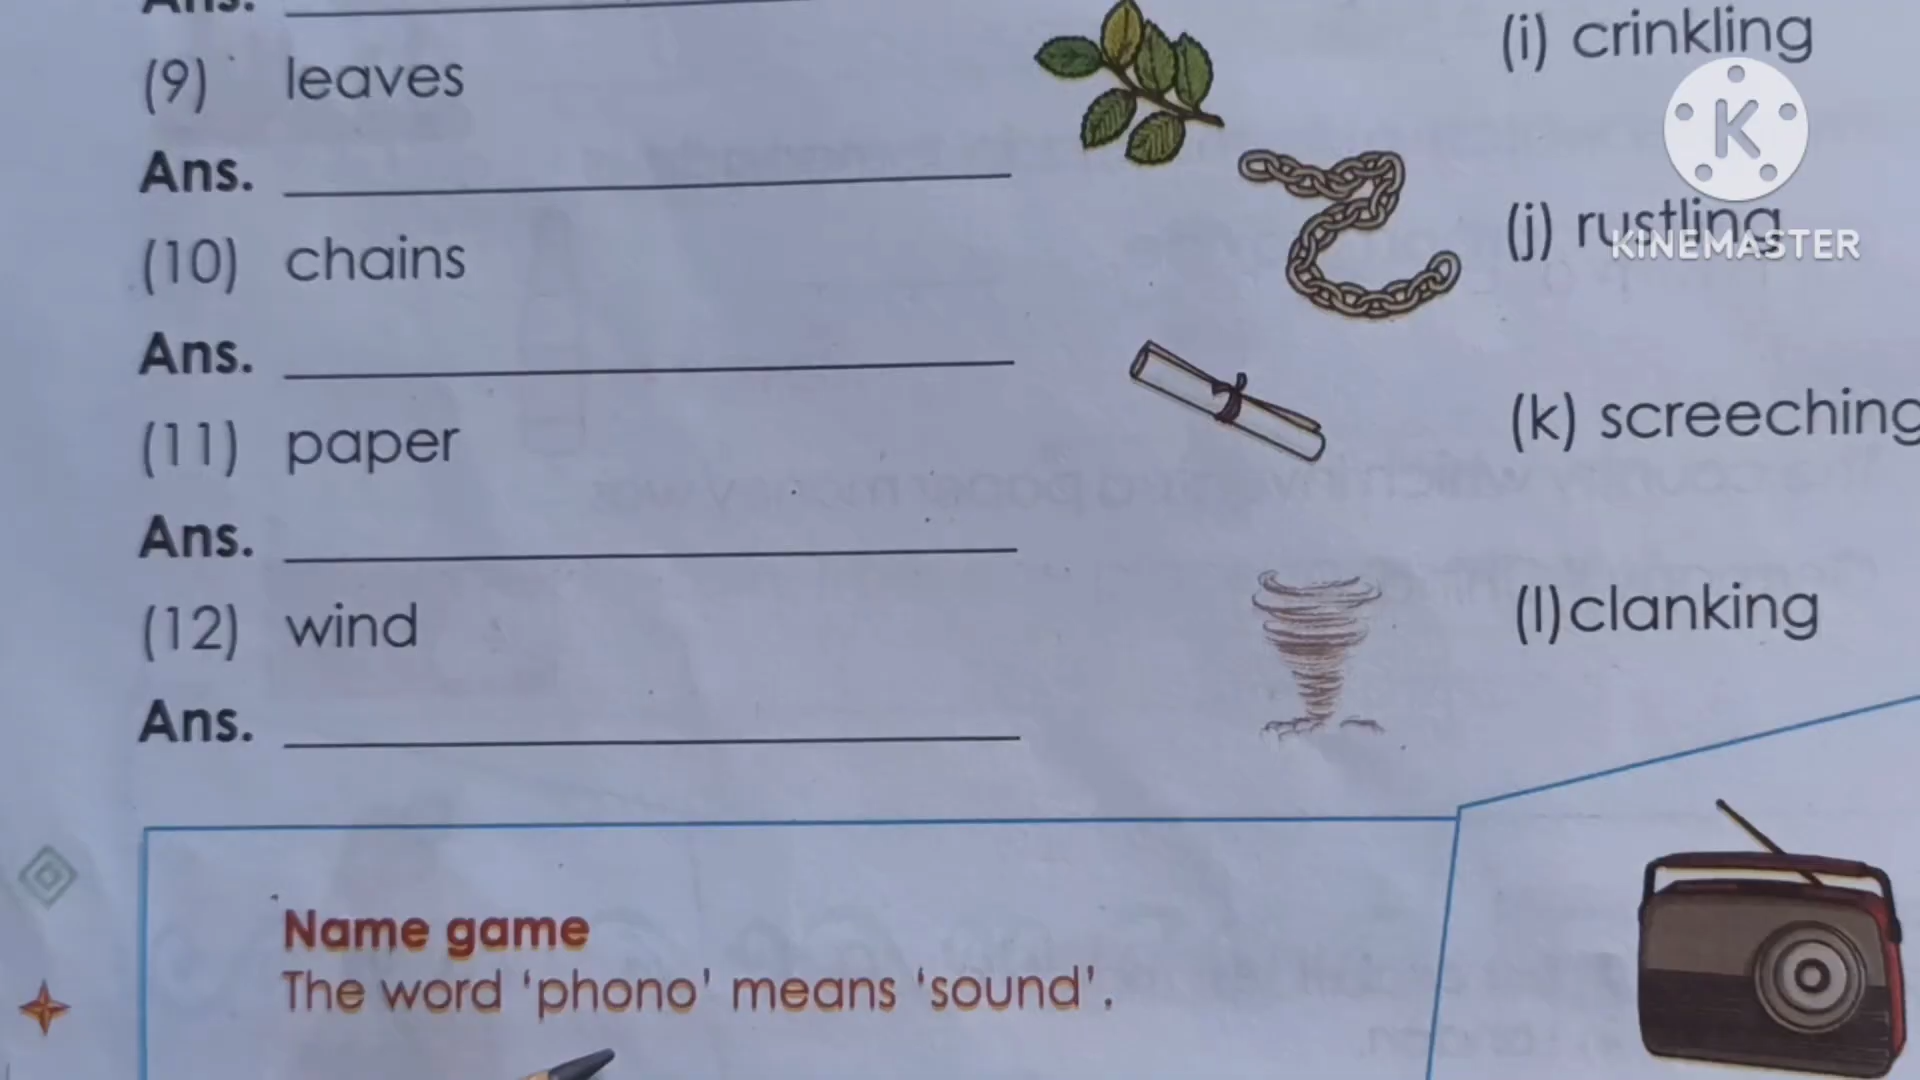 Ans.
(9) leaves
(i) crinkling
Ans.
(j) rustling
K
KINEMASTER
(10) chains
Ans.
(11) paper
(k) screeching
Ans.
(12) wind
(l) clanking
Ans.
Name game
The word ‘phono’ means ‘sound’.